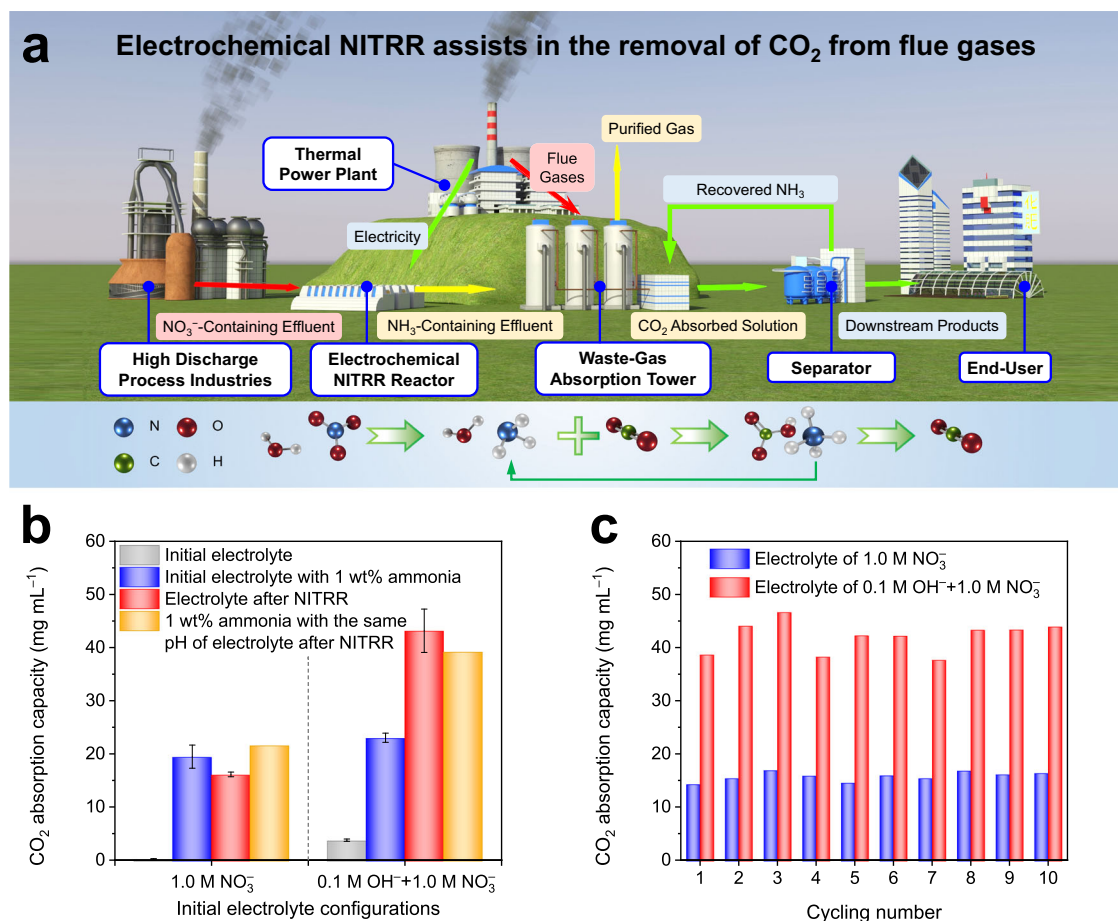 a
Electrochemical NITRR assists in the removal of CO₂ from flue gases
Purified Gas
Thermal
Power Plant
Flue
Gases
Recovered NH₃
Electricity
NO₃⁻-Containing Effluent
NH₃-Containing Effluent
CO₂ Absorbed Solution
Downstream Products
High Discharge
Process Industries
Electrochemical
NITRR Reactor
Waste-Gas
Absorption Tower
Separator
End-User
N
O
C
H
b
CO₂ absorption capacity (mg mL⁻¹)
60
50
40
30
20
10
0
Initial electrolyte
Initial electrolyte with 1 wt% ammonia
Electrolyte after NITRR
1 wt% ammonia with the same
pH of electrolyte after NITRR
1.0 M NO₃⁻
0.1 M OH⁻+1.0 M NO₃⁻
Initial electrolyte configurations
c
CO₂ absorption capacity (mg mL⁻¹)
60
50
40
30
20
10
0
Electrolyte of 1.0 M NO₃⁻
Electrolyte of 0.1 M OH⁻+1.0 M NO₃⁻
1 2 3 4 5 6 7 8 9 10
Cycling number